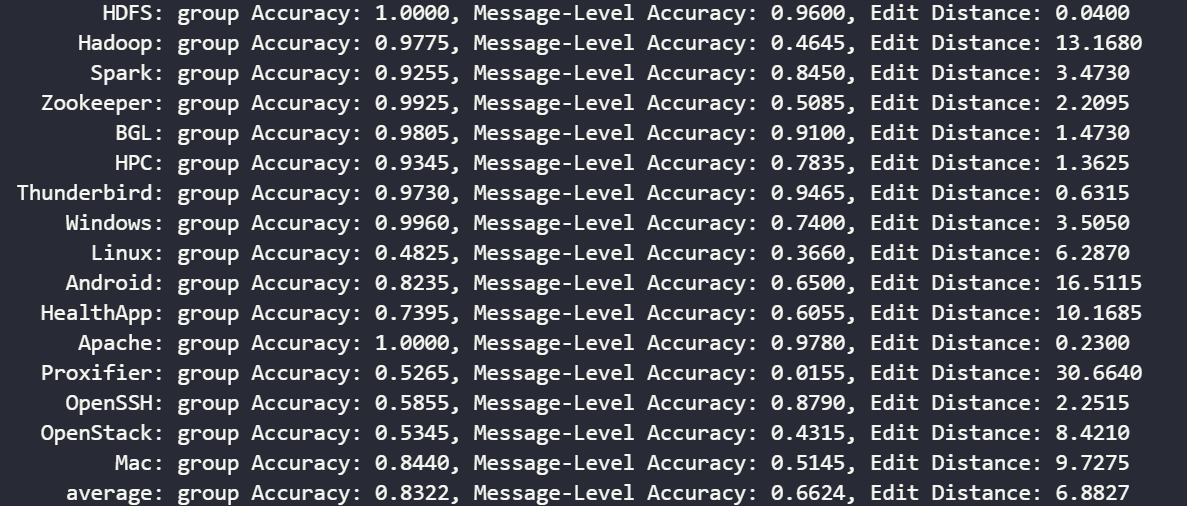 HDFS: group Accuracy: 1.0000, Message-Level Accuracy: 0.9600, Edit Distance: 0.0400
Hadoop: group Accuracy: 0.9775, Message-Level Accuracy: 0.4645, Edit Distance: 13.1680
Spark: group Accuracy: 0.9255, Message-Level Accuracy: 0.8450, Edit Distance: 3.4730
Zookeeper: group Accuracy: 0.9925, Message-Level Accuracy: 0.5085, Edit Distance: 2.2095
BGL: group Accuracy: 0.9805, Message-Level Accuracy: 0.9100, Edit Distance: 1.4730
HPC: group Accuracy: 0.9345, Message-Level Accuracy: 0.7835, Edit Distance: 1.3625
Thunderbird: group Accuracy: 0.9730, Message-Level Accuracy: 0.9465, Edit Distance: 0.6315
Windows: group Accuracy: 0.9960, Message-Level Accuracy: 0.7400, Edit Distance: 3.5050
Linux: group Accuracy: 0.4825, Message-Level Accuracy: 0.3660, Edit Distance: 6.2870
Android: group Accuracy: 0.8235, Message-Level Accuracy: 0.6500, Edit Distance: 16.5115
HealthApp: group Accuracy: 0.7395, Message-Level Accuracy: 0.6055, Edit Distance: 10.1685
Apache: group Accuracy: 1.0000, Message-Level Accuracy: 0.9780, Edit Distance: 0.2300
Proxifier: group Accuracy: 0.5265, Message-Level Accuracy: 0.0155, Edit Distance: 30.6640
OpenSSH: group Accuracy: 0.5855, Message-Level Accuracy: 0.8790, Edit Distance: 2.2515
OpenStack: group Accuracy: 0.5345, Message-Level Accuracy: 0.4315, Edit Distance: 8.4210
Mac: group Accuracy: 0.8440, Message-Level Accuracy: 0.5145, Edit Distance: 9.7275
average: group Accuracy: 0.8322, Message-Level Accuracy: 0.6624, Edit Distance: 6.8827